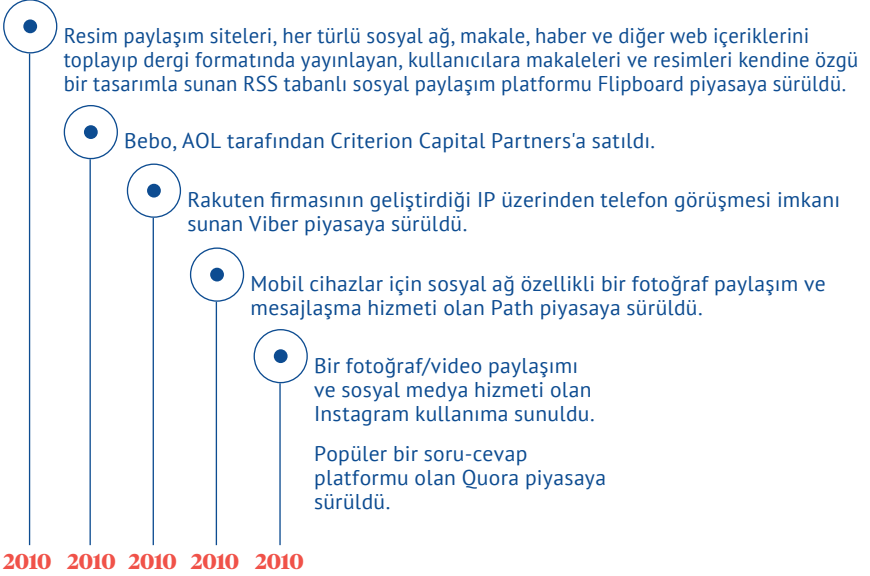 Resim paylaşım siteleri, her türlü sosyal ağ, makale, haber ve diğer web içeriklerini
toplayıp dergi formatında yayınlayan, kullanıcılara makaleleri ve resimleri kendine özgü
bir tasarımla sunan RSS tabanlı sosyal paylaşım platformu Flipboard piyasaya sürüldü.
Bebo, AOL tarafından Criterion Capital Partners'a satıldı.
Rakuten firmasının geliştirdiği IP üzerinden telefon görüşmesi imkanı
sunan Viber piyasaya sürüldü.
Mobil cihazlar için sosyal ağ özellikli bir fotoğraf paylaşım ve
mesajlaşma hizmeti olan Path piyasaya sürüldü.
Bir fotoğraf/video paylaşımı
ve sosyal medya hizmeti olan
Instagram kullanıma sunuldu.
Popüler bir soru-cevap
platformu olan Quora piyasaya
sürüldü.
2010 2010 2010 2010 2010